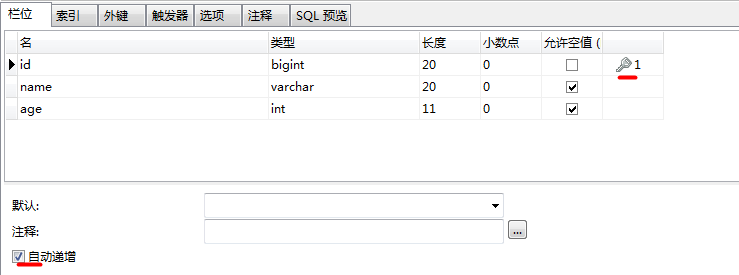 栏位 索引 外键 触发器 选项 注释 SQL 预览
名 类型 长度 小数点 允许空值 (
id bigint 20 0 1
name varchar 20 0
age int 11 0
默认:
注释: ...
自动递增